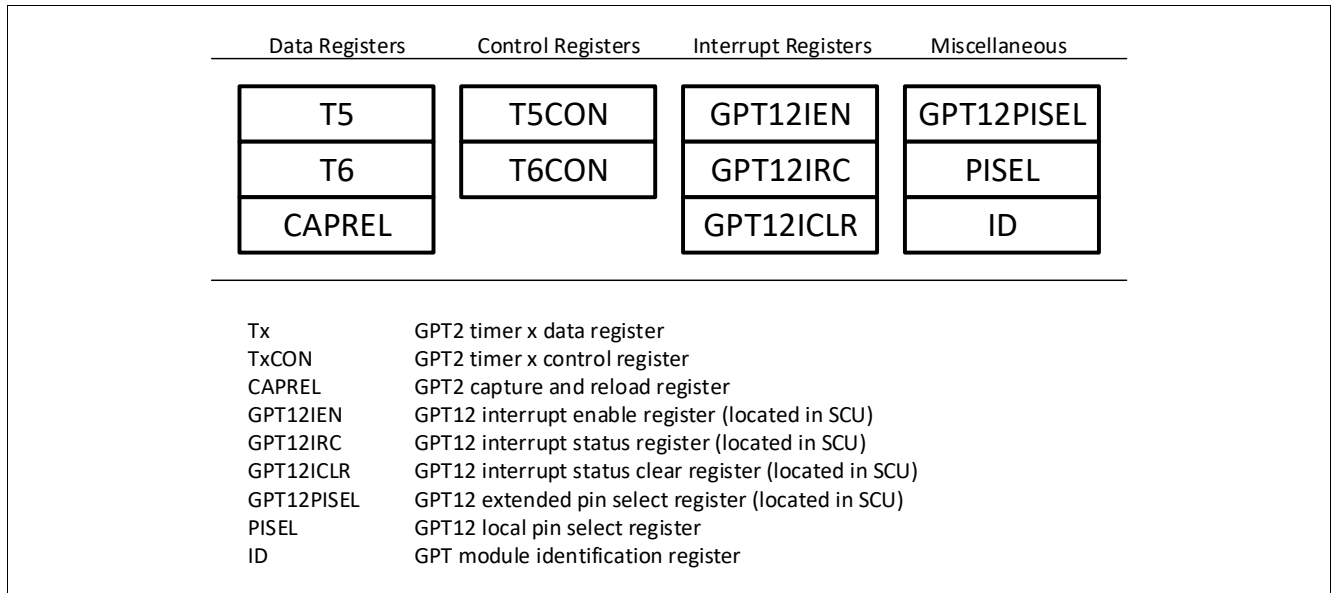 Data Registers Control Registers Interrupt Registers Miscellaneous
T5 T5CON GPT12IEN GPT12PISEL
T6 T6CON GPT12IRC PISEL
CAPREL GPT12ICLR ID
Tx GPT2 timer x data register
TxCON GPT2 timer x control register
CAPREL GPT2 capture and reload register
GPT12IEN GPT12 interrupt enable register (located in SCU)
GPT12IRC GPT12 interrupt status register (located in SCU)
GPT12ICLR GPT12 interrupt status clear register (located in SCU)
GPT12PISEL GPT12 extended pin select register (located in SCU)
PISEL GPT12 local pin select register
ID GPT module identification register